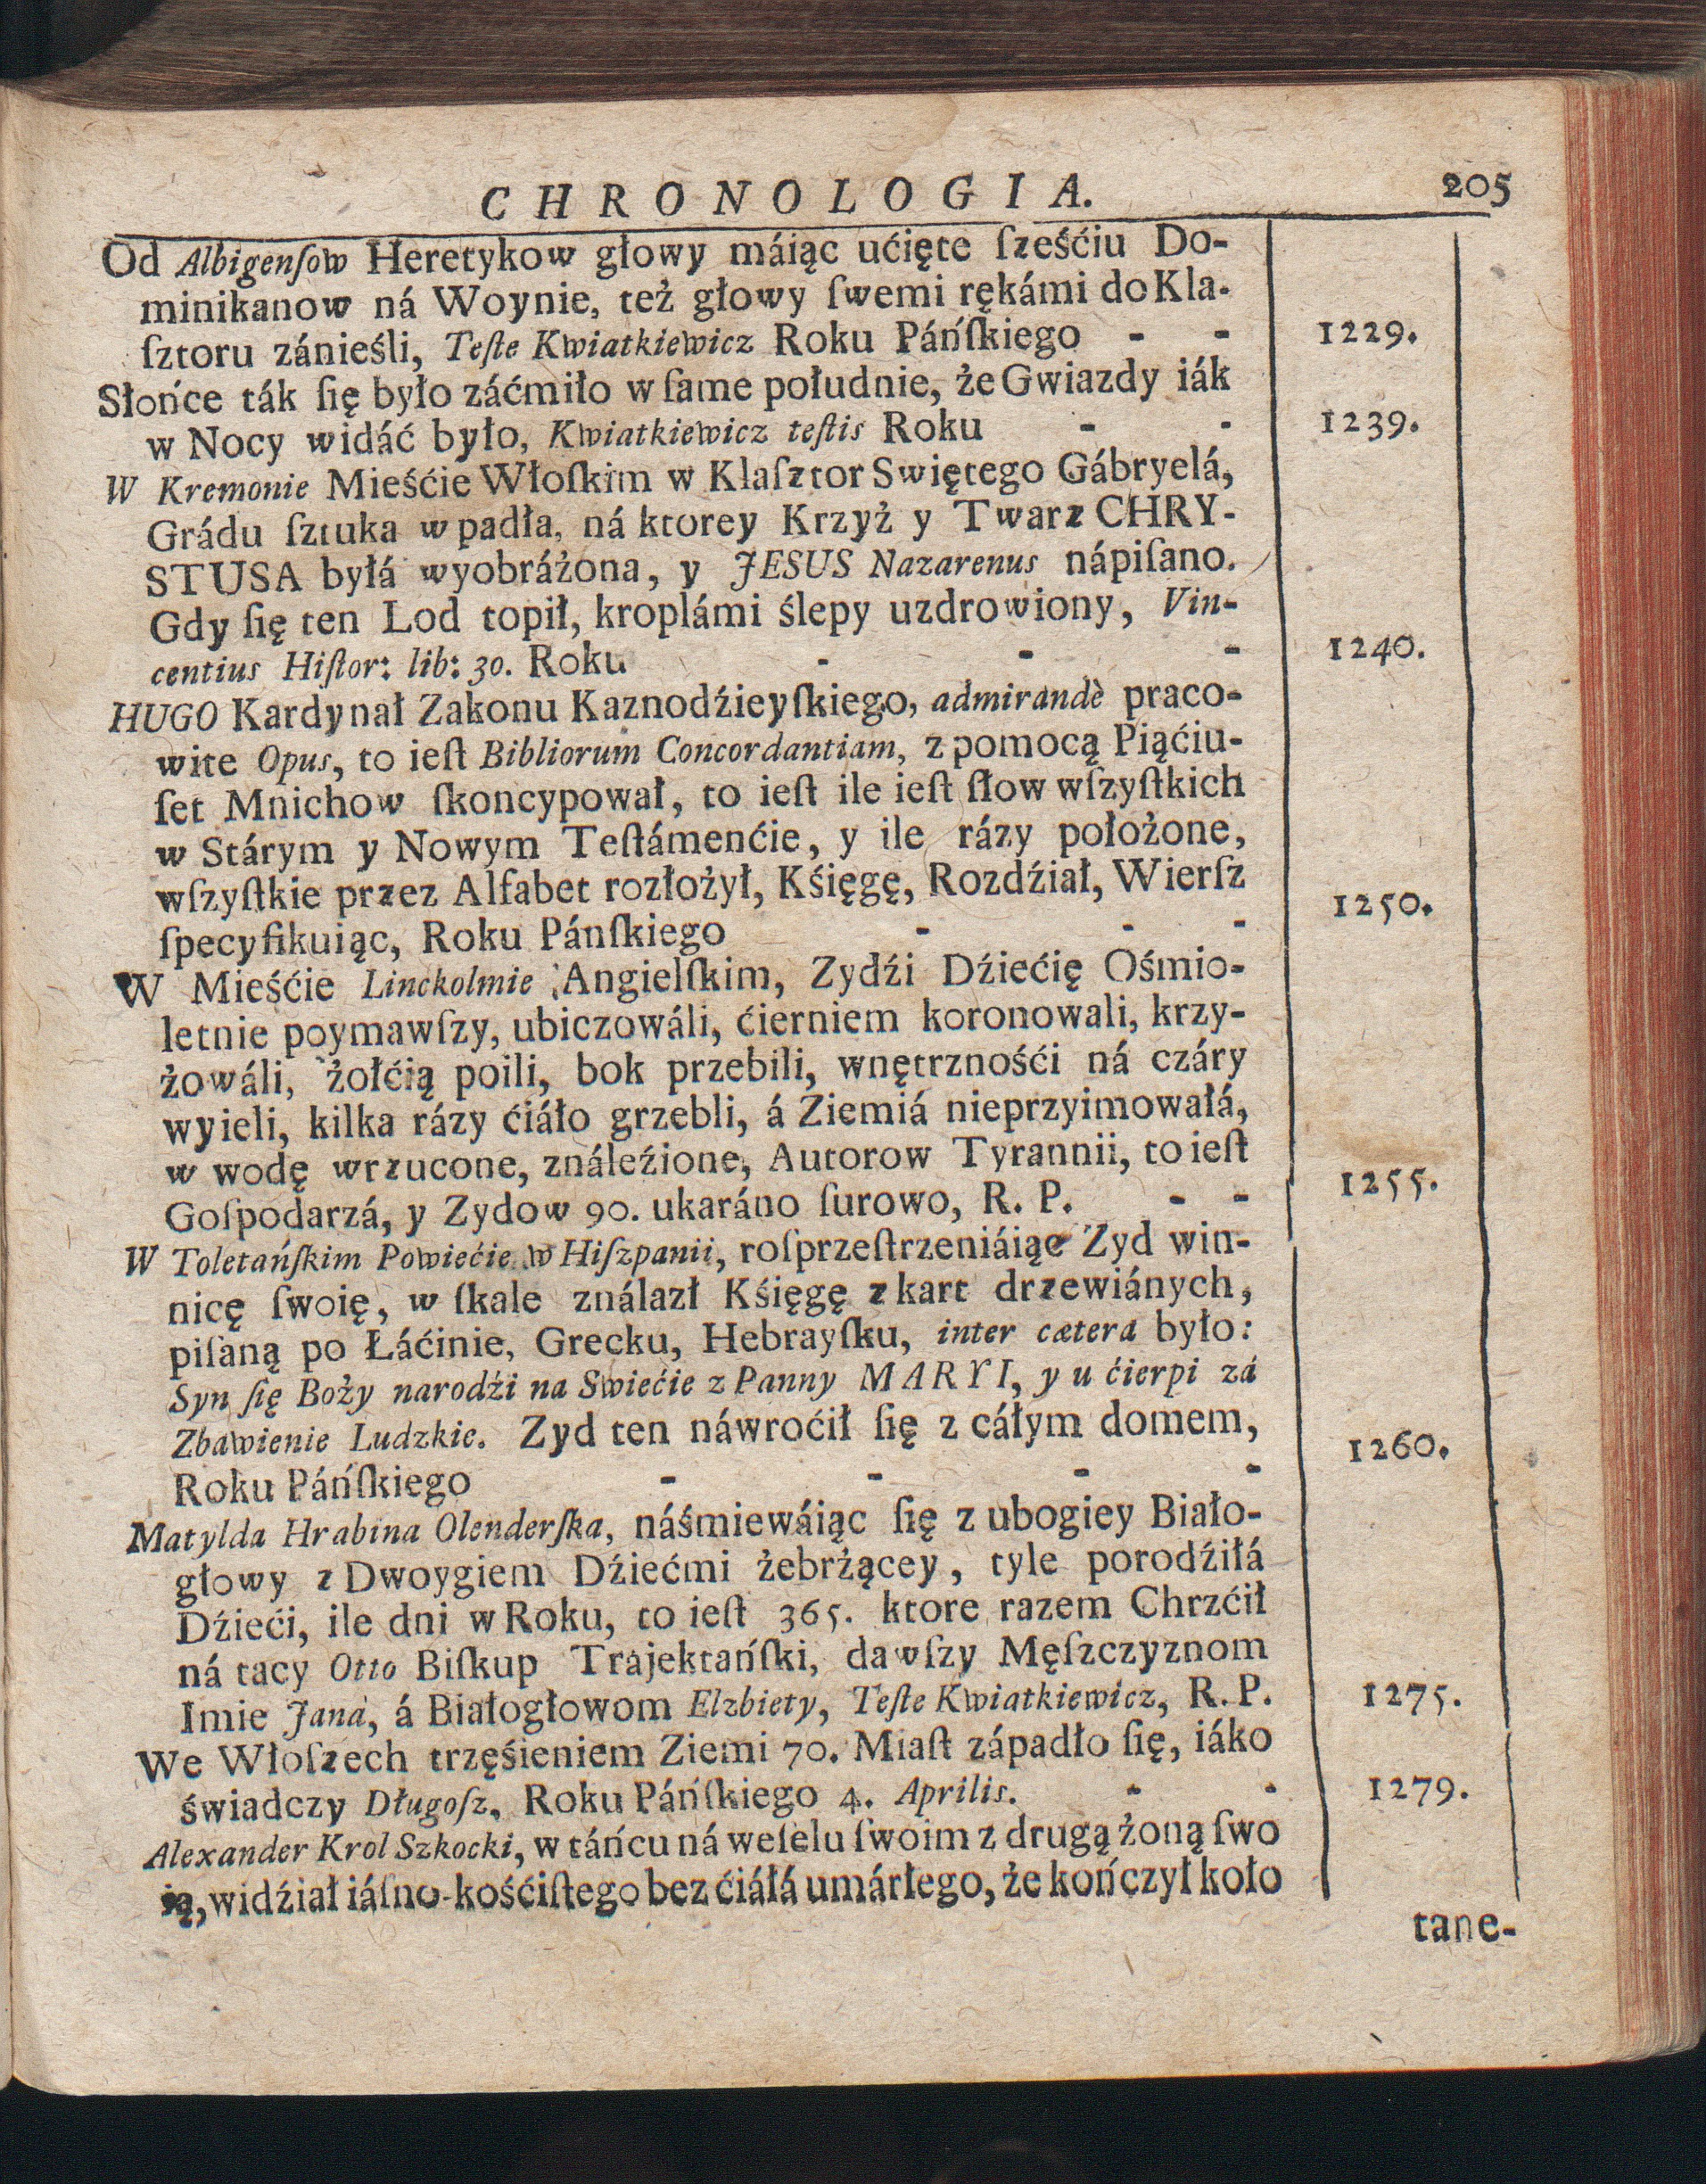 CHRONOLOGIA. 205
Od Albigenſow Heretykow głowy máiąc ućięte ſześćiu Do-
minikanow ná Woynie, też głowy ſwemi rękámi do Kla-
ſztoru zánieśli, Teſte Kwiatkiewicz Roku Páńſkiego - - 1229.
Słońce ták ſię było záćmiło w ſame południe, że Gwiazdy iák
w Nocy widáć było, Kwiatkiewicz teſtis Roku - - 1239.
W Kremonie Mieśćie Włoſkim w Klaſztor Swiętego Gábryelá,
Grádu ſztuka wpadła, ná ktorey Krzyż y Twarz CHRY-
STUSA byłá wyobráżona, y JESUS Nazarenus nápiſano.
Gdy ſię ten Lod topił, kroplámi ślepy uzdrowiony, Vin-
centius Hiſtor: lib: 30. Roku - - - 1240.
HUGO Kardynał Zakonu Kaznodźieyſkiego, admirandè praco-
wite Opus, to ieſt Bibliorum Concordantiam, z pomocą Piąćiu-
ſet Mnichow ſkoncypował, to ieſt ile ieſt ſłow wſzyſtkich
w Stárym y Nowym Teſtámenćie, y ile rázy położone,
wſzyſtkie przez Alfabet rozłożył, Kśięgę, Rozdźiał, Wierſz
ſpecyfikuiąc, Roku Pánſkiego - - - 1250.
W Mieśćie Linckolmie Angielſkim, Zydźi Dźiećię Ośmio-
letnie poymawſzy, ubiczowáli, ćierniem koronowali, krzy-
żowáli, żołćią poili, bok przebili, wnętrznośći ná czáry
wyieli, kilka rázy ćiáło grzebli, á Ziemiá nieprzyimowałá,
w wodę wrzucone,ználeźione, Autorow Tyrannii, to ieſt
Goſpodarzá, y Zydow 90. ukaráno ſurowo, R. P. - - 1255.
W Toletańſkim Powiećie w Hiſzpanii, roſprzeſtrzeniáiąc Zyd win-
nicę ſwoię, w ſkale ználazł Kśięgę z kart drzewiánych,
piſaną po Łáćinie, Grecku, Hebrayſku, inter cætera było:
Syn ſię Boży narodźi na Swiećie z Panny MARYI, y u ćierpi zá
Zbawienie Ludzkie. Zyd ten náwroćił ſię z cáłym domem,
Roku Páńſkiego - - - - 1260.
Matylda Hrabina Olenderſka, náśmiewáiąc ſię z ubogiey Biało-
głowy z Dwoygiem Dźiećmi żebrżącey, tyle porodźiłá
Dźieći, ile dni w Roku, to ieſt 365. ktore razem Chrzćił
ná tacy Otto Biſkup Trajektańſki, dawſzy Męſzczyznom
Imie Jana, á Białogłowom Elzbiety, Teſte Kwiatkiewicz, R. P. 1275.
We Włoſzech trzęśieniem Ziemi 70. Miaſt západło ſię, iáko
świadczy Długoſz, Roku Páńſkiego 4. Aprilis. - - 1279.
Alexander Krol Szkocki, w táńcu ná weſelu ſwoim z drugą żoną ſwo
ią, widźiał iáſno-kośćiſtego bez ćiáłá umárłego, że kończył koło
tane-